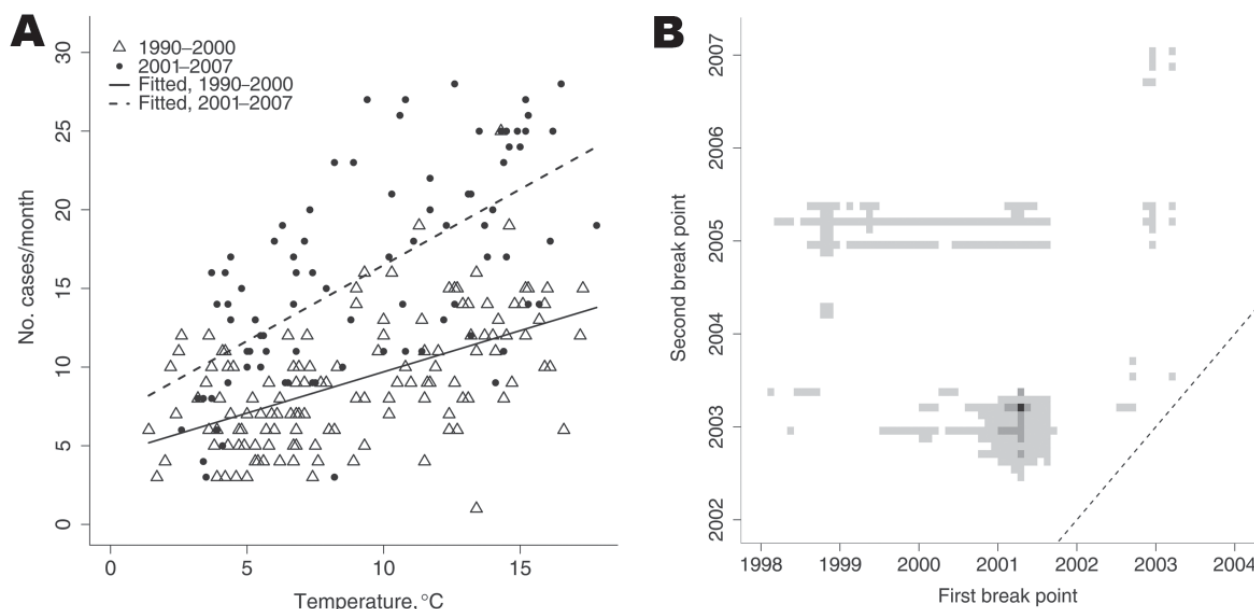 A
1990–2000
2001–2007
Fitted, 1990–2000
Fitted, 2001–2007
No. cases/month
30
25
20
15
10
5
0
0 5 10 15
Temperature, °C
B
Second break point
2007
2006
2005
2004
2003
2002
1998 1999 2000 2001 2002 2003 2004
First break point